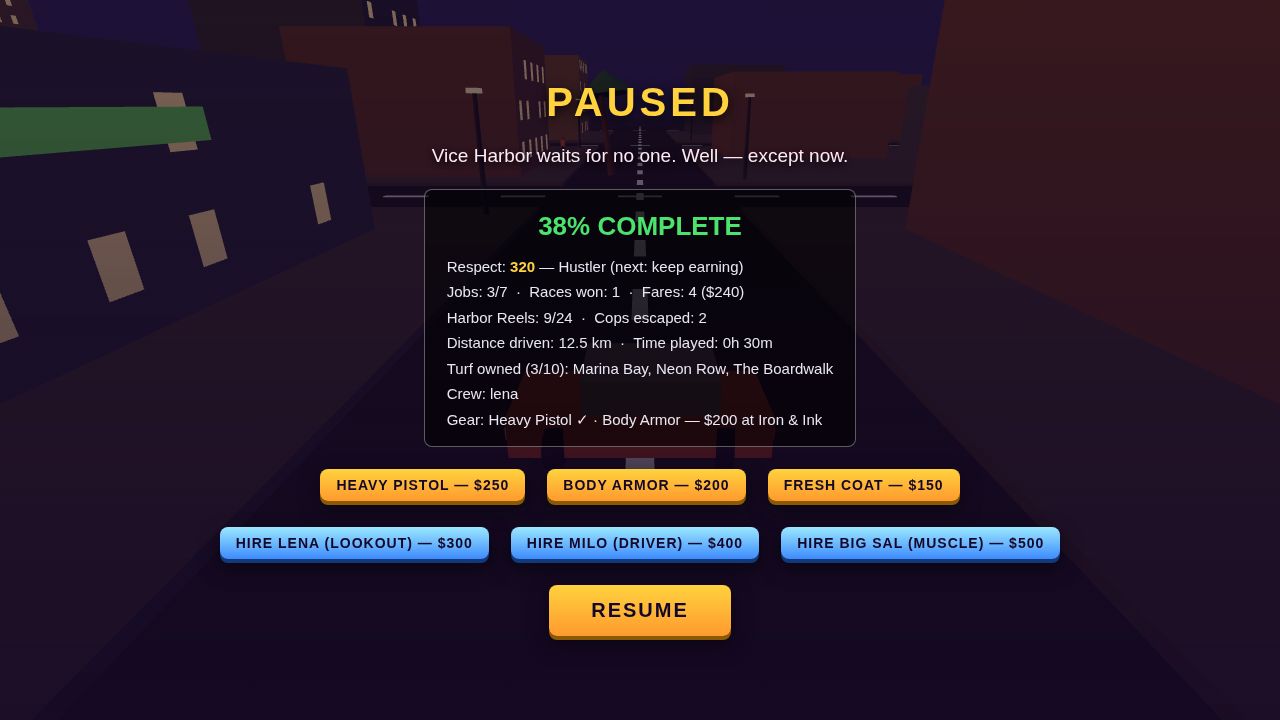 PAUSED
Vice Harbor waits for no one. Well — except now.
38% COMPLETE
Respect: 320 — Hustler (next: keep earning)
Jobs: 3/7 · Races won: 1 · Fares: 4 ($240)
Harbor Reels: 9/24 · Cops escaped: 2
Distance driven: 12.5 km · Time played: 0h 30m
Turf owned (3/10): Marina Bay, Neon Row, The Boardwalk
Crew: lena
Gear: Heavy Pistol ✓ · Body Armor — $200 at Iron & Ink
HEAVY PISTOL — $250
BODY ARMOR — $200
FRESH COAT — $150
HIRE LENA (LOOKOUT) — $300
HIRE MILO (DRIVER) — $400
HIRE BIG SAL (MUSCLE) — $500
RESUME